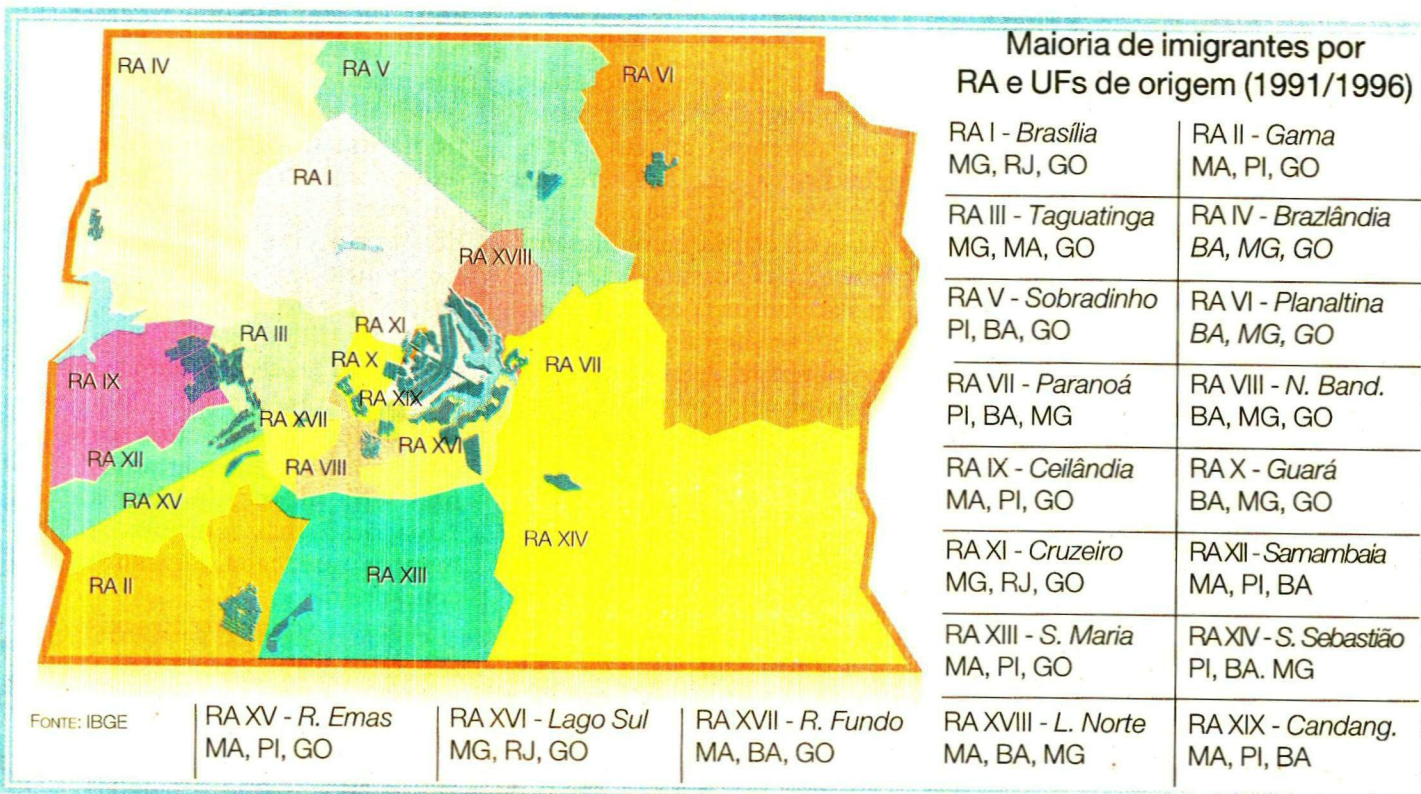 RA IV
RA V
RA VI
RA I
RA XVIII
RA XI
RA III
RA X
RA VII
RA IX
RA XIX
RA XVII
RA XVI
RA XII
RA VIII
RA XV
RA XIV
RA XIII
RA II
Maioria de imigrantes por
RA e UFs de origem (1991/1996)
RA I - Brasília
MG, RJ, GO
RA II - Gama
MA, PI, GO
RA III - Taguatinga
MG, MA, GO
RA IV - Brazlândia
BA, MG, GO
RA V - Sobradinho
PI, BA, GO
RA VI - Planaltina
BA, MG, GO
RA VII - Paranoá
PI, BA, MG
RA VIII - N. Band.
BA, MG, GO
RA IX - Ceilândia
MA, PI, GO
RA X - Guará
BA, MG, GO
RA XI - Cruzeiro
MG, RJ, GO
RA XII - Samambaia
MA, PI, BA
RA XIII - S. Maria
MA, PI, GO
RA XIV - S. Sebastião
PI, BA. MG
FONTE: IBGE
RA XV - R. Emas
MA, PI, GO
RA XVI - Lago Sul
MG, RJ, GO
RA XVII - R. Fundo
MA, BA, GO
RA XVIII - L. Norte
MA, BA, MG
RA XIX - Candang.
MA, PI, BA